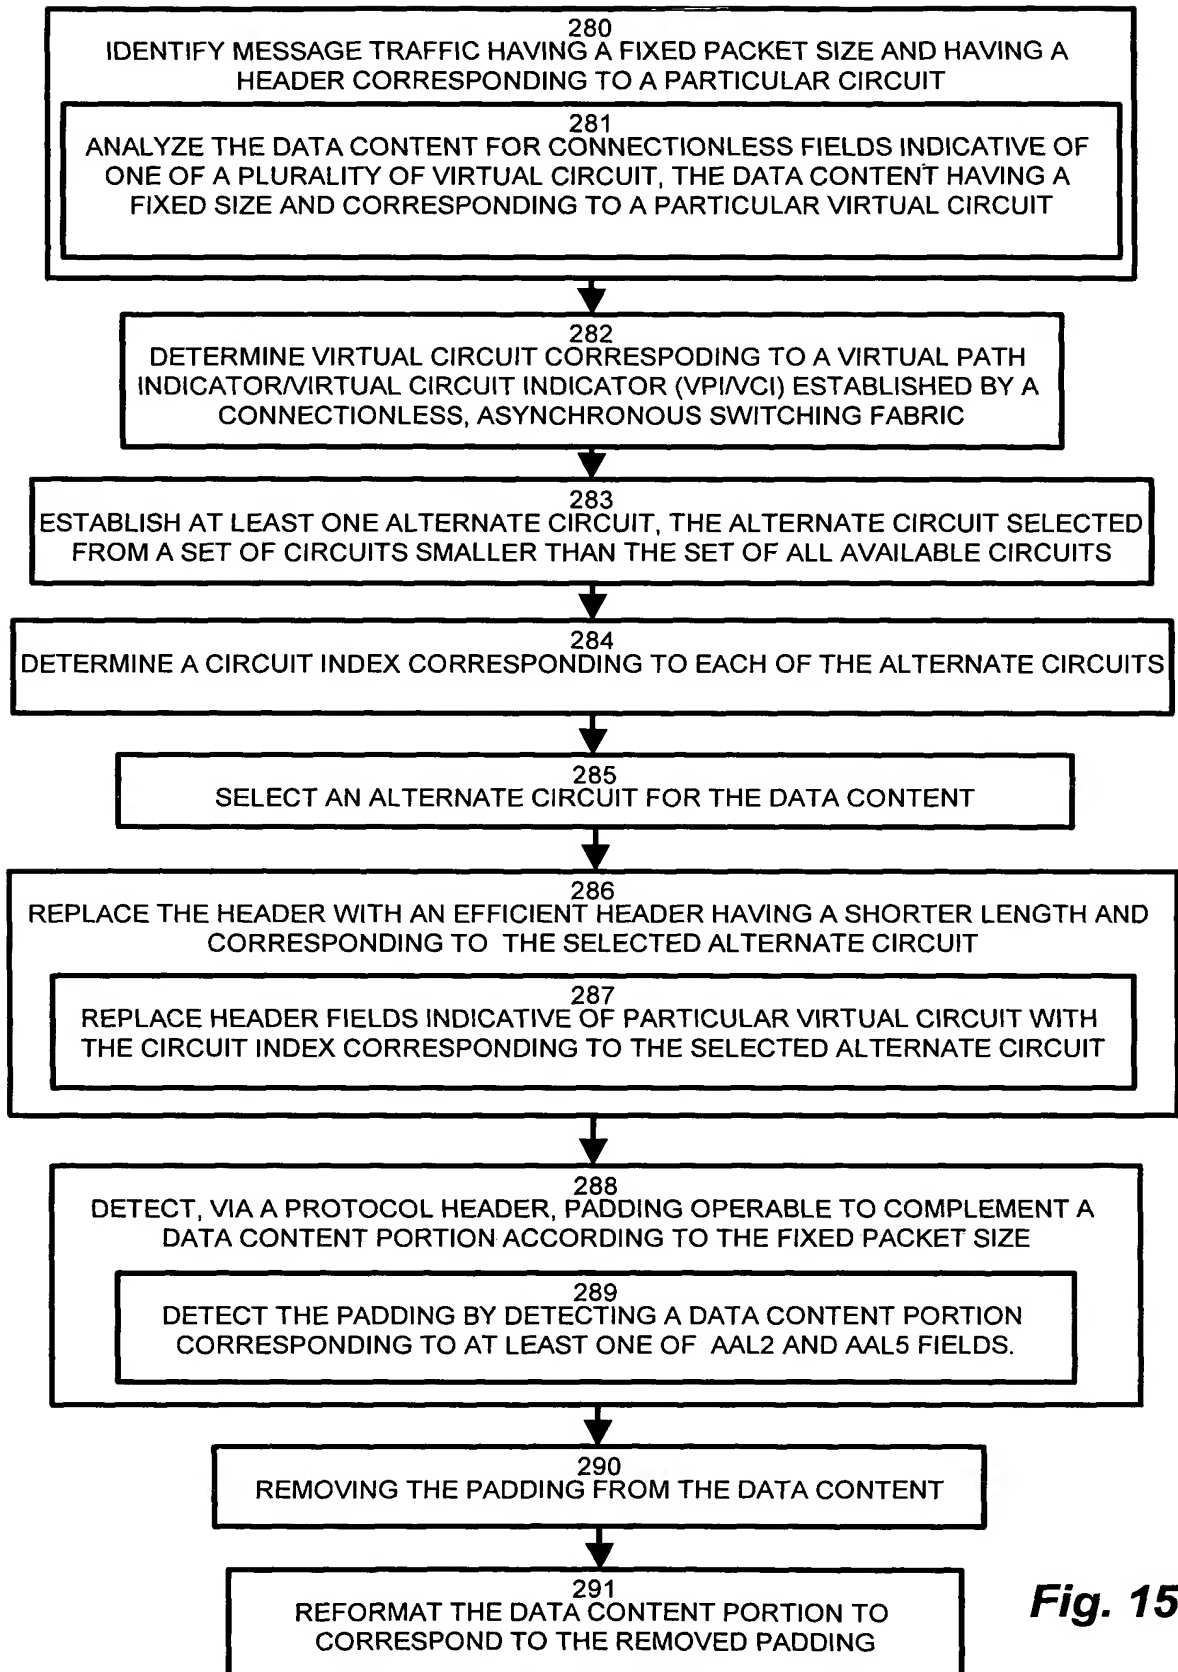 280
IDENTIFY MESSAGE TRAFFIC HAVING A FIXED PACKET SIZE AND HAVING A
HEADER CORRESPONDING TO A PARTICULAR CIRCUIT
281
ANALYZE THE DATA CONTENT FOR CONNECTIONLESS FIELDS INDICATIVE OF
ONE OF A PLURALITY OF VIRTUAL CIRCUIT, THE DATA CONTENT HAVING A
FIXED SIZE AND CORRESPONDING TO A PARTICULAR VIRTUAL CIRCUIT
282
DETERMINE VIRTUAL CIRCUIT CORRESPODING TO A VIRTUAL PATH
INDICATOR/VIRTUAL CIRCUIT INDICATOR (VPI/VCI) ESTABLISHED BY A
CONNECTIONLESS, ASYNCHRONOUS SWITCHING FABRIC
283
ESTABLISH AT LEAST ONE ALTERNATE CIRCUIT, THE ALTERNATE CIRCUIT SELECTED
FROM A SET OF CIRCUITS SMALLER THAN THE SET OF ALL AVAILABLE CIRCUITS
284
DETERMINE A CIRCUIT INDEX CORRESPONDING TO EACH OF THE ALTERNATE CIRCUITS
285
SELECT AN ALTERNATE CIRCUIT FOR THE DATA CONTENT
286
REPLACE THE HEADER WITH AN EFFICIENT HEADER HAVING A SHORTER LENGTH AND
CORRESPONDING TO THE SELECTED ALTERNATE CIRCUIT
287
REPLACE HEADER FIELDS INDICATIVE OF PARTICULAR VIRTUAL CIRCUIT WITH
THE CIRCUIT INDEX CORRESPONDING TO THE SELECTED ALTERNATE CIRCUIT
288
DETECT, VIA A PROTOCOL HEADER, PADDING OPERABLE TO COMPLEMENT A
DATA CONTENT PORTION ACCORDING TO THE FIXED PACKET SIZE
289
DETECT THE PADDING BY DETECTING A DATA CONTENT PORTION
CORRESPONDING TO AT LEAST ONE OF AAL2 AND AAL5 FIELDS.
290
REMOVING THE PADDING FROM THE DATA CONTENT
291
REFORMAT THE DATA CONTENT PORTION TO
CORRESPOND TO THE REMOVED PADDING
Fig. 15